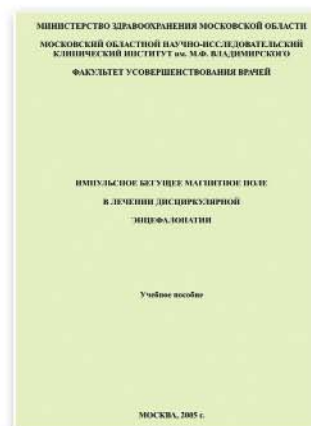 МИНИСТЕРСТВО ЗДРАВООХРАНЕНИЯ МОСКОВСКОЙ ОБЛАСТИ
МОСКОВСКИЙ ОБЛАСТНОЙ НАУЧНО-ИССЛЕДОВАТЕЛЬСКИЙ
КЛИНИЧЕСКИЙ ИНСТИТУТ им. М.Ф. ВЛАДИМИРСКОГО
ФАКУЛЬТЕТ УСОВЕРШЕНСТВОВАНИЯ ВРАЧЕЙ
ИМПУЛЬСНОЕ БЕГУЩЕЕ МАГНИТНОЕ ПОЛЕ
В ЛЕЧЕНИИ ДИСЦИРКУЛЯРНОЙ
ЭНЦЕФАЛОПАТИИ
Учебное пособие
МОСКВА, 2005 г.